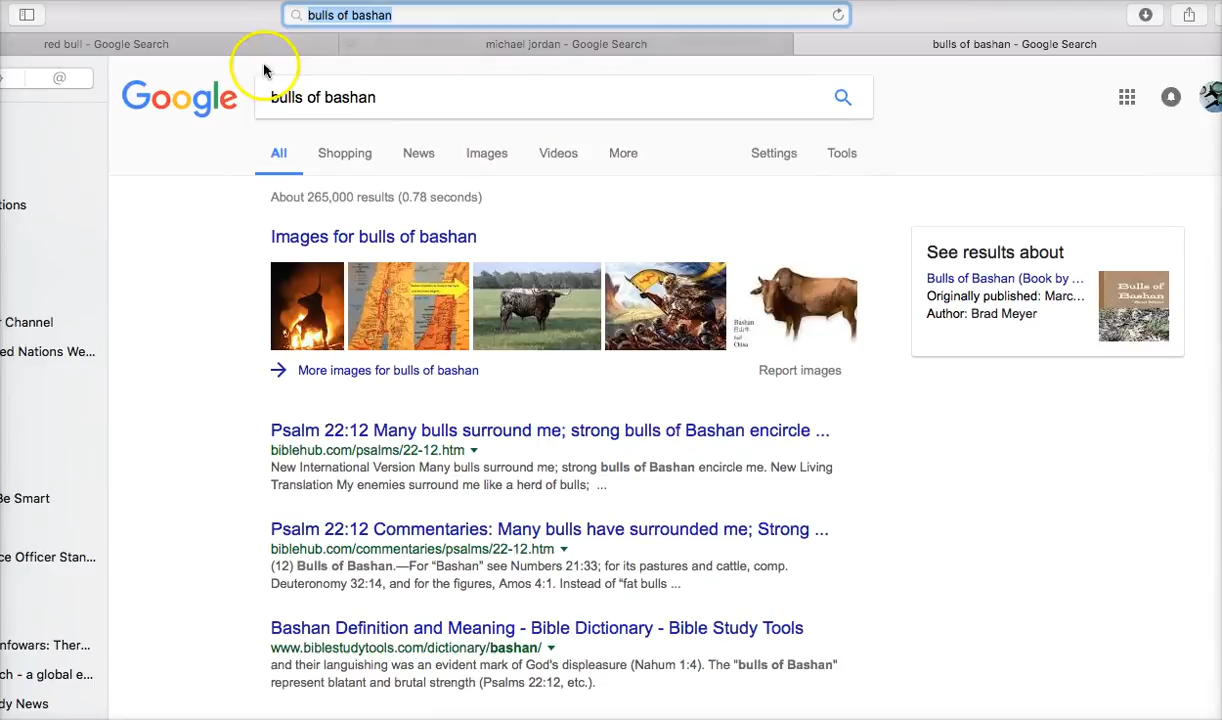 bulls of bashan
red bull - Google Search
michael jordan - Google Search
bulls of bashan - Google Search
@
Google
bulls of bashan
All
Shopping
News
Images
Videos
More
Settings
Tools
About 265,000 results (0.78 seconds)
Images for bulls of bashan
Bashan
China
More images for bulls of bashan
Report images
See results about
Bulls of Bashan (Book by ...
Originally published: Marc...
Author: Brad Meyer
Bulls of
Bashan
Psalm 22:12 Many bulls surround me; strong bulls of Bashan encircle ...
biblehub.com/psalms/22-12.htm
New International Version Many bulls surround me; strong bulls of Bashan encircle me. New Living
Translation My enemies surround me like a herd of bulls; ...
Psalm 22:12 Commentaries: Many bulls have surrounded me; Strong ...
biblehub.com/commentaries/psalms/22-12.htm
(12) Bulls of Bashan.—For “Bashan” see Numbers 21:33; for its pastures and cattle, comp.
Deuteronomy 32:14, and for the figures, Amos 4:1. Instead of “fat bulls ...
Bashan Definition and Meaning - Bible Dictionary - Bible Study Tools
www.biblestudytools.com/dictionary/bashan/
and their languishing was an evident mark of God's displeasure (Nahum 1:4). The "bulls of Bashan"
represent blatant and brutal strength (Psalms 22:12, etc.).
tions
r Channel
ed Nations We...
Be Smart
ce Officer Stan...
nfowars: Ther...
ch - a global e...
dy News